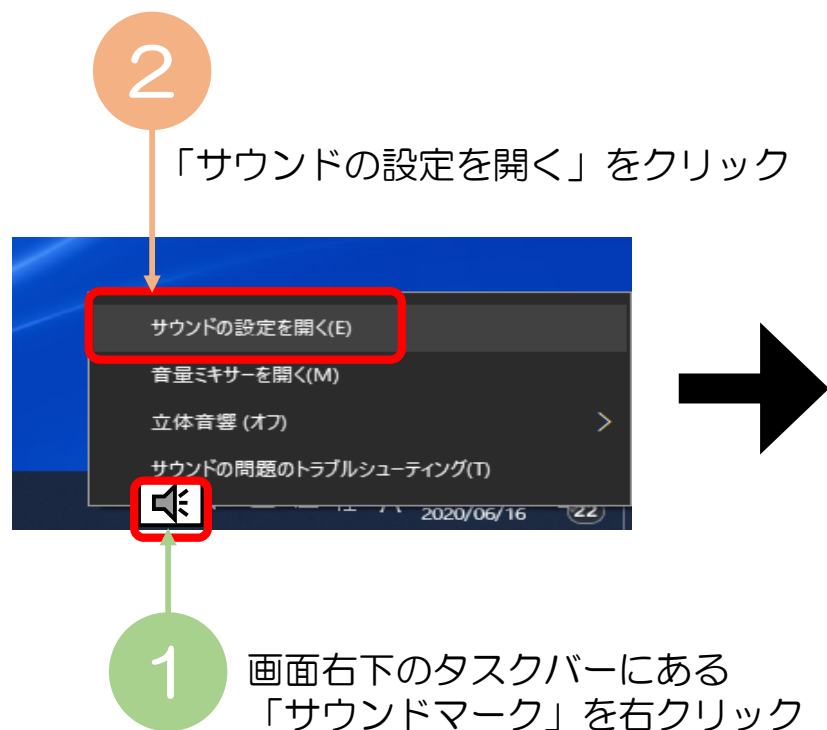 2
「サウンドの設定を開く」をクリック
サウンドの設定を開く(E)
音量ミキサーを開く(M)
立体音響 (オフ)
サウンドの問題のトラブルシューティング(T)
2020/06/16
22
1
画面右下のタスクバーにある
「サウンドマーク」を右クリック